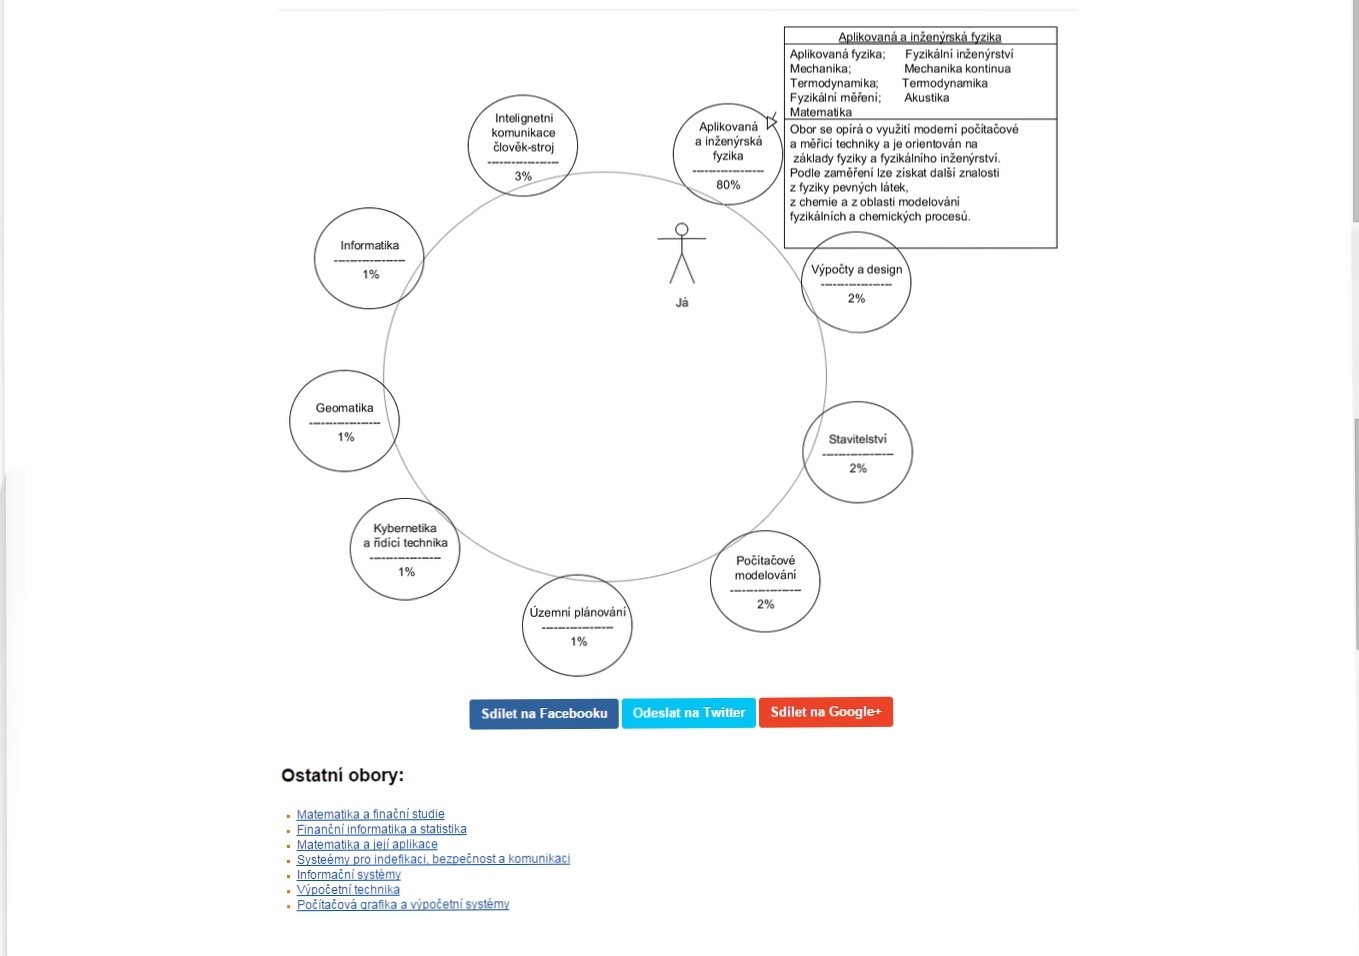 Aplikovaná a inženýrská fyzika
Aplikovaná fyzika; Fyzikální inženýrství
Mechanika; Mechanika kontinua
Termodynamika; Termodynamika
Fyzikální měření; Akustika
Matematika
Obor se opírá o využití moderní počítačové
a měřicí techniky a je orientován na
základy fyziky a fyzikálního inženýrství.
Podle zaměření lze získat další znalosti
z fyziky pevných látek,
z chemie a z oblasti modelování
fyzikálních a chemických procesů.
Intelignetni
komunikace
člověk-stroj
------------------
3%
Aplikovaná
a inženýrská
fyzika
------------------
80%
Informatika
------------------
1%
Já
Výpočty a design
------------------
2%
Geomatika
------------------
1%
Stavitelství
------------------
2%
Kybernetika
a řidící technika
------------------
1%
Počítačové
modelování
------------------
2%
Územní plánování
------------------
1%
Sdílet na Facebooku
Odeslat na Twitter
Sdílet na Google+
Ostatní obory:
Matematika a finační studie
Finanční informatika a statistika
Matematika a její aplikace
Systeémy pro indefikaci, bezpečnost a komunikaci
Informační systémy
Výpočetní technika
Počítačová grafika a výpočetní systémy